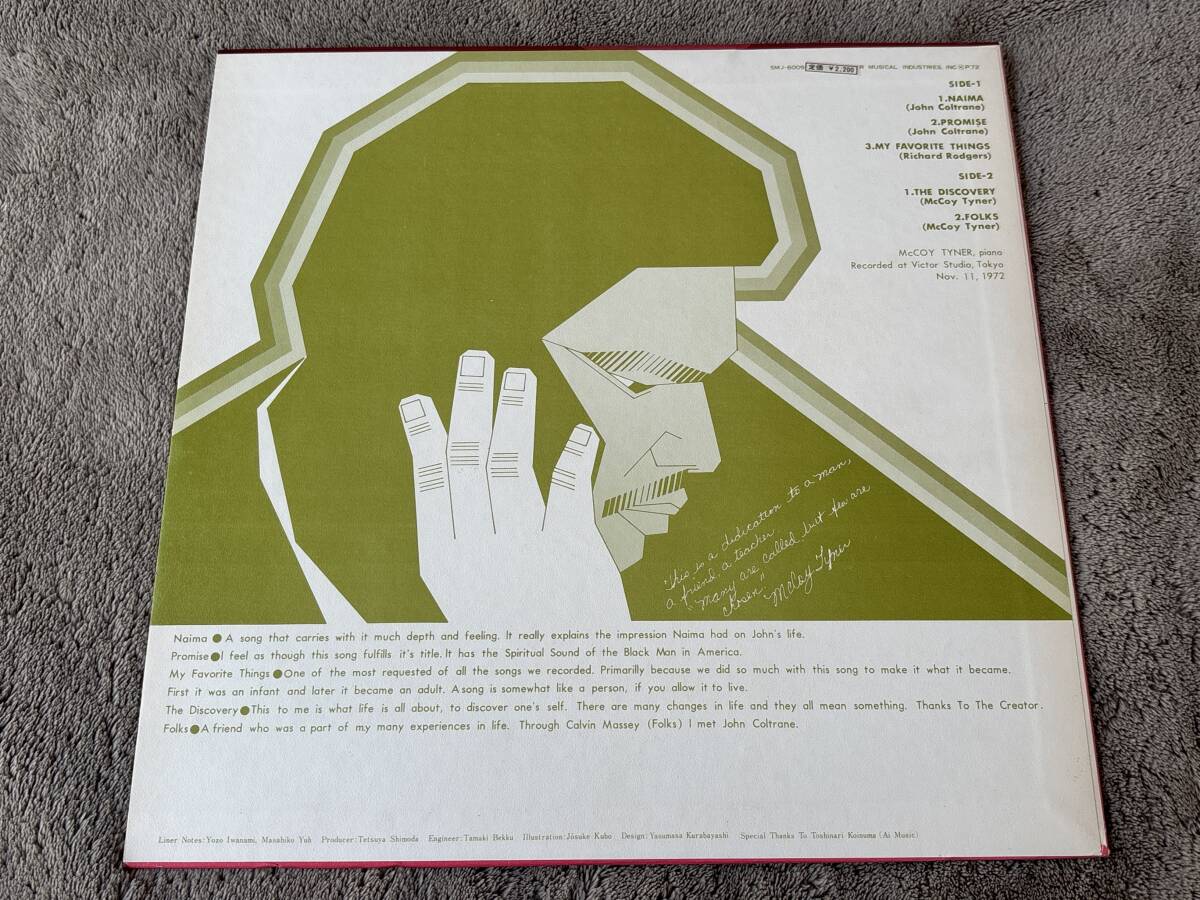 SMJ-6005 定価 ¥2,200 R MUSICAL INDUSTRIES, INC Ⓟ'72
SIDE-1
1.NAIMA
(John Coltrane)
2.PROMISE
(John Coltrane)
3.MY FAVORITE THINGS
(Richard Rodgers)
SIDE-2
1.THE DISCOVERY
(McCoy Tyner)
2.FOLKS
(McCoy Tyner)
McCOY TYNER, piano
Recorded at Victor Studio, Tokyo
Nov. 11, 1972
"This is a dedication to a man,
a friend, a teacher
"many are called but few are
chosen." McCoy Tyner
Naima ● A song that carries with it much depth and feeling. It really explains the impression Naima had on John's life.
Promise●I feel as though this song fulfills it's title. It has the Spiritual Sound of the Black Man in America.
My Favorite Things●One of the most requested of all the songs we recorded. Primarilly because we did so much with this song to make it what it became.
First it was an infant and later it became an adult. A song is somewhat like a person, if you allow it to live.
The Discovery●This to me is what life is all about, to discover one's self. There are many changes in life and they all mean something. Thanks To The Creator.
Folks●A friend who was a part of my many experiences in life. Through Calvin Massey (Folks) I met John Coltrane.
Liner Notes:Yozo Iwanami, Masahiko Yuh Producer:Tetsuya Shimoda Engineer:Tamaki Bekku Illustration:Jōsuke Kubo Design:Yasumasa Kurabayashi Special Thanks To Toshinari Koinuma (Ai Music)